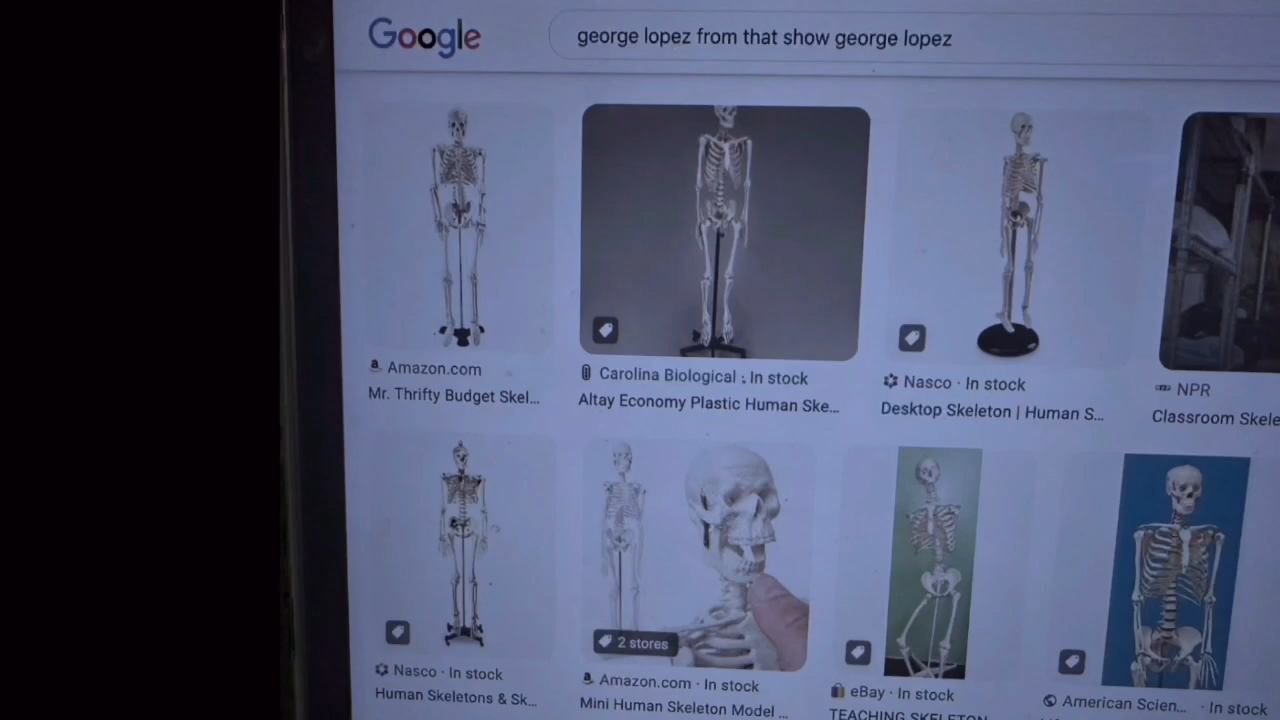 Google
george lopez from that show george lopez
Amazon.com
Mr. Thrifty Budget Skel...
Carolina Biological · In stock
Altay Economy Plastic Human Ske...
Nasco · In stock
Desktop Skeleton | Human S...
NPR
Classroom Skele
Nasco · In stock
Human Skeletons & Sk...
2 stores
Amazon.com · In stock
Mini Human Skeleton Model ...
eBay · In stock
TEACHING SKELETON
American Scien... · In stock